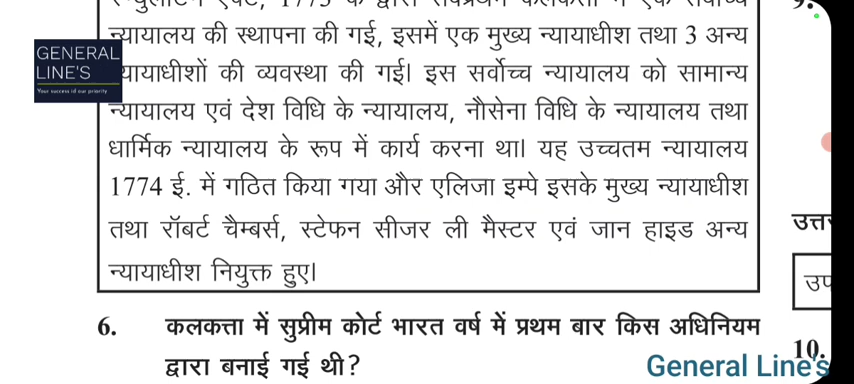 न्यायालय की स्थापना की गई, इसमें एक मुख्य न्यायाधीश तथा 3 अन्य
GENERAL
LINE'S
Your success id our priority
न्यायाधीशों की व्यवस्था की गई। इस सर्वोच्च न्यायालय को सामान्य
न्यायालय एवं देश विधि के न्यायालय, नौसेना विधि के न्यायालय तथा
धार्मिक न्यायालय के रूप में कार्य करना था। यह उच्चतम न्यायालय
1774 ई. में गठित किया गया और एलिजा इम्पे इसके मुख्य न्यायाधीश
तथा रॉबर्ट चैम्बर्स, स्टेफन सीजर ली मैस्टर एवं जान हाइड अन्य
न्यायाधीश नियुक्त हुए।
6. कलकत्ता में सुप्रीम कोर्ट भारत वर्ष में प्रथम बार किस अधिनियम
द्वारा बनाई गई थी?
10.
General Line's